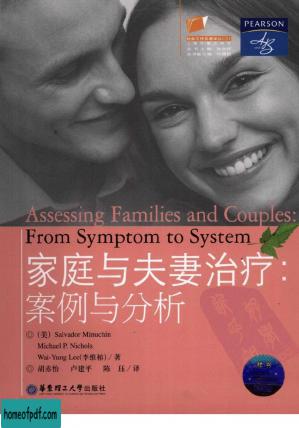 PEARSON
Assessing Families and Couples:
From Symptom to System
家庭与夫妻治疗:
案例与分析
◎ (美) Salvador Minuchin
Michael P. Nichols
Wai-Yung Lee(李维榕)/著
◎ 胡赤怡 卢建平 陈珏/译
华东理工大学出版社
homeofpdf.com